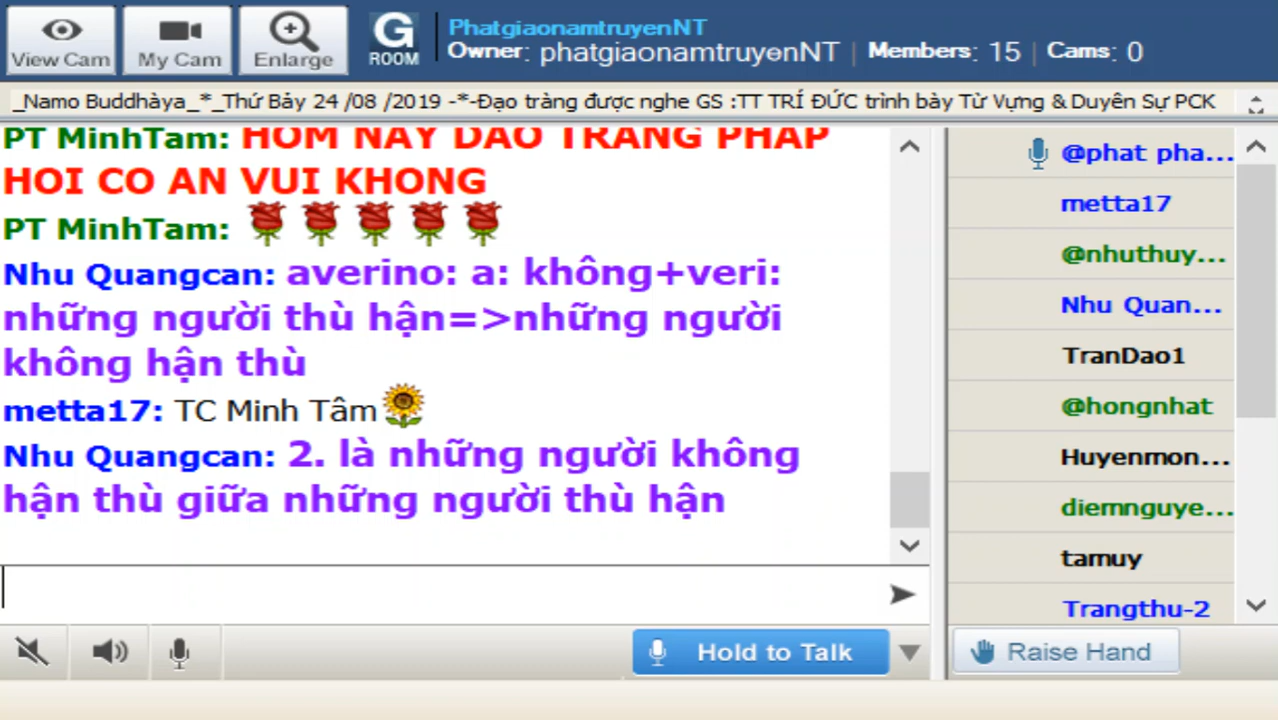 View Cam
My Cam
Enlarge
G
ROOM
PhatgiaonamtruyenNT
Owner: phatgiaonamtruyenNT | Members: 15 | Cams: 0
_Namo Buddhàya_*_Thứ Bảy 24 /08 /2019 -*-Đạo tràng được nghe GS :TT TRÍ ĐỨC trình bày Từ Vựng & Duyên Sự PCK
PT MinhTam: HOM NAY DAO TRANG PHAP
HOI CO AN VUI KHONG
PT MinhTam:
Nhu Quangcan: averino: a: không+veri:
những người thù hận=>những người
không hận thù
metta17: TC Minh Tâm
Nhu Quangcan: 2. là những người không
hận thù giữa những người thù hận
@phat pha...
metta17
@nhuthuy...
Nhu Quan...
TranDao1
@hongnhat
Huyenmon...
diemnguye...
tamuy
Trangthu-2
Hold to Talk
Raise Hand